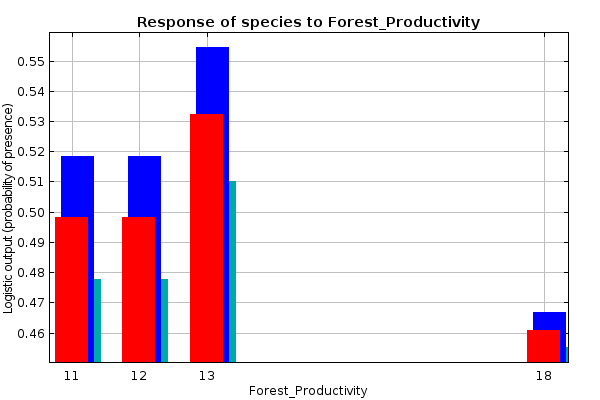 Response of species to Forest_Productivity
Logistic output (probability of presence)
0.55
0.54
0.53
0.52
0.51
0.50
0.49
0.48
0.47
0.46
11 12 13 18
Forest_Productivity